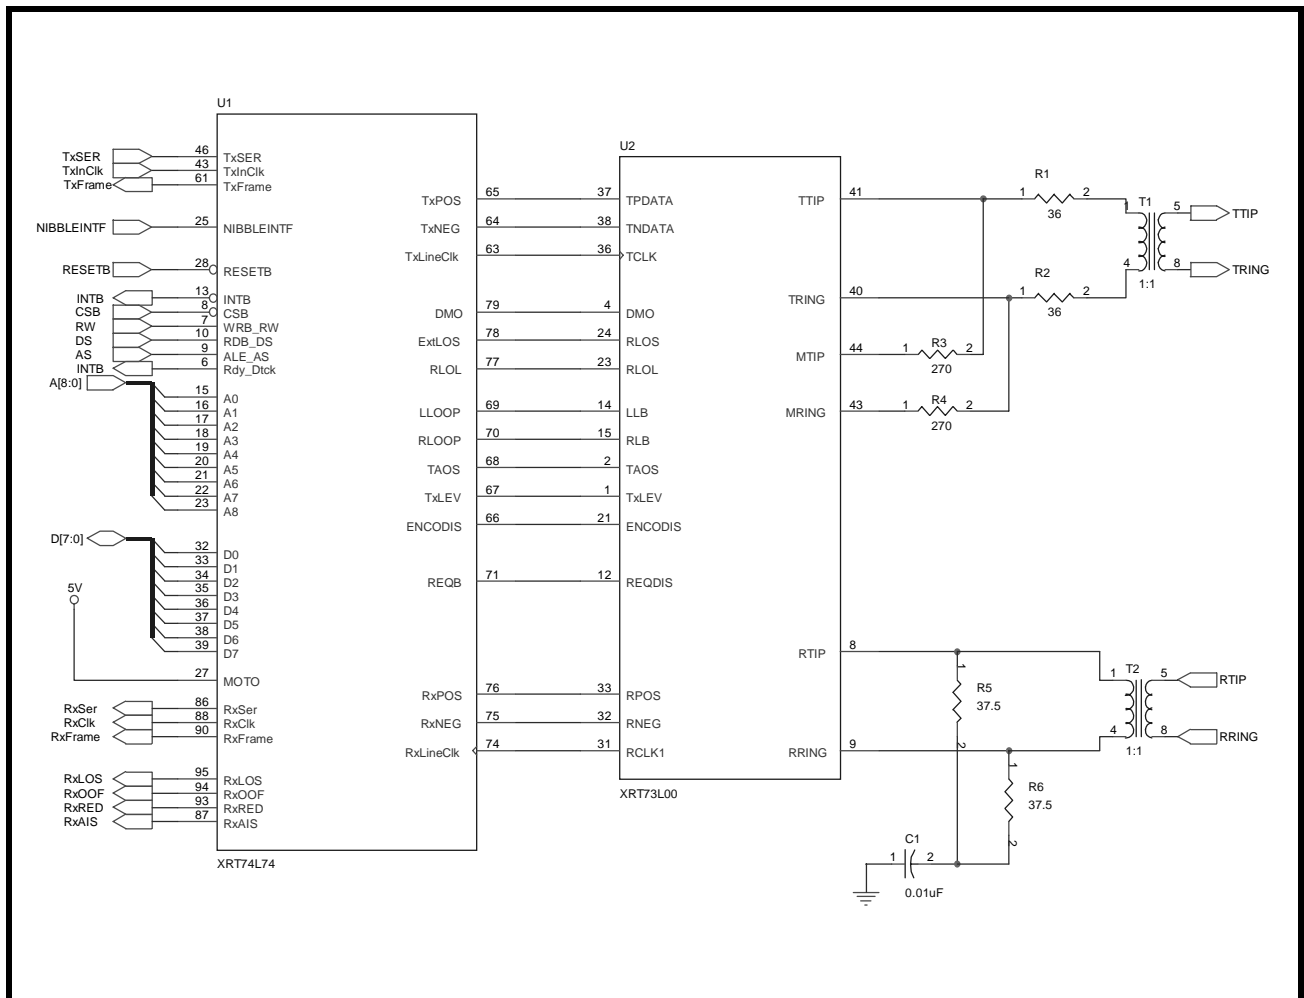 U1
TxSER 46 TxSER
TxInClk 43 TxInClk
TxFrame 61 TxFrame
NIBBLEINTF 25 NIBBLEINTF
RESETB 28 RESETB
INTB 13 INTB
CSB 8 CSB
RW 7 WRB_RW
DS 10 RDB_DS
AS 9 ALE_AS
INTB 6 Rdy_Dtck
A[8:0]
15 A0
16 A1
17 A2
18 A3
19 A4
20 A5
21 A6
22 A7
23 A8
D[7:0]
32 D0
33 D1
34 D2
35 D3
36 D4
37 D5
38 D6
39 D7
5V
27 MOTO
RxSer 86 RxSer
RxClk 88 RxClk
RxFrame 90 RxFrame
RxLOS 95 RxLOS
RxOOF 94 RxOOF
RxRED 93 RxRED
RxAIS 87 RxAIS
XRT74L74
U2
TxPOS 65 37 TPDATA
TxNEG 64 38 TNDATA
TxLineClk 63 36 TCLK
DMO 79 4 DMO
ExtLOS 78 24 RLOS
RLOL 77 23 RLOL
LLOOP 69 14 LLB
RLOOP 70 15 RLB
TAOS 68 2 TAOS
TxLEV 67 1 TxLEV
ENCODIS 66 21 ENCODIS
REQB 71 12 REQDIS
RxPOS 76 33 RPOS
RxNEG 75 32 RNEG
RxLineClk 74 31 RCLK1
XRT73L00
TTIP 41
R1
1 2
36
TRING 40
R2
1 2
36
MTIP 44
R3
1 2
270
MRING 43
R4
1 2
270
T1
1 5 TTIP
4 8 TRING
1:1
RTIP 8
RRING 9
1
R5
37.5
2
1
R6
37.5
2
T2
1 5 RTIP
4 8 RRING
1:1
C1
1 2
0.01uF